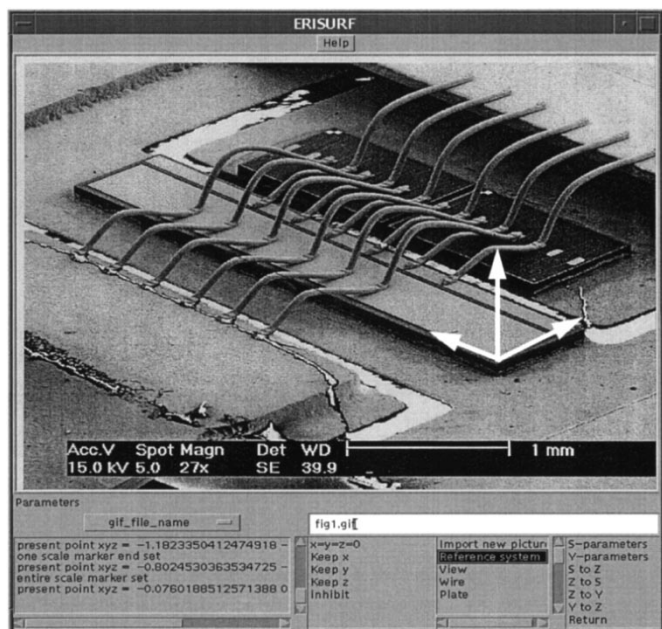 ERISURF
Help
Acc.V Spot Magn Det WD
15.0 kV 5.0 27x SE 39.9
1 mm
Parameters
gif_file_name
fig1.gif
present point xyz = -1.1823350412474918 -
one scale marker end set
present point xyz = -0.8024530363534725 -
entire scale marker set
present point xyz = -0.0760188512571388 0
x=y=z=0
Keep x
Keep y
Keep z
Inhibit
Import new pictur
Reference system
View
Wire
Plate
S-parameters
Y-parameters
S to Z
Z to S
Z to Y
Y to Z
Return